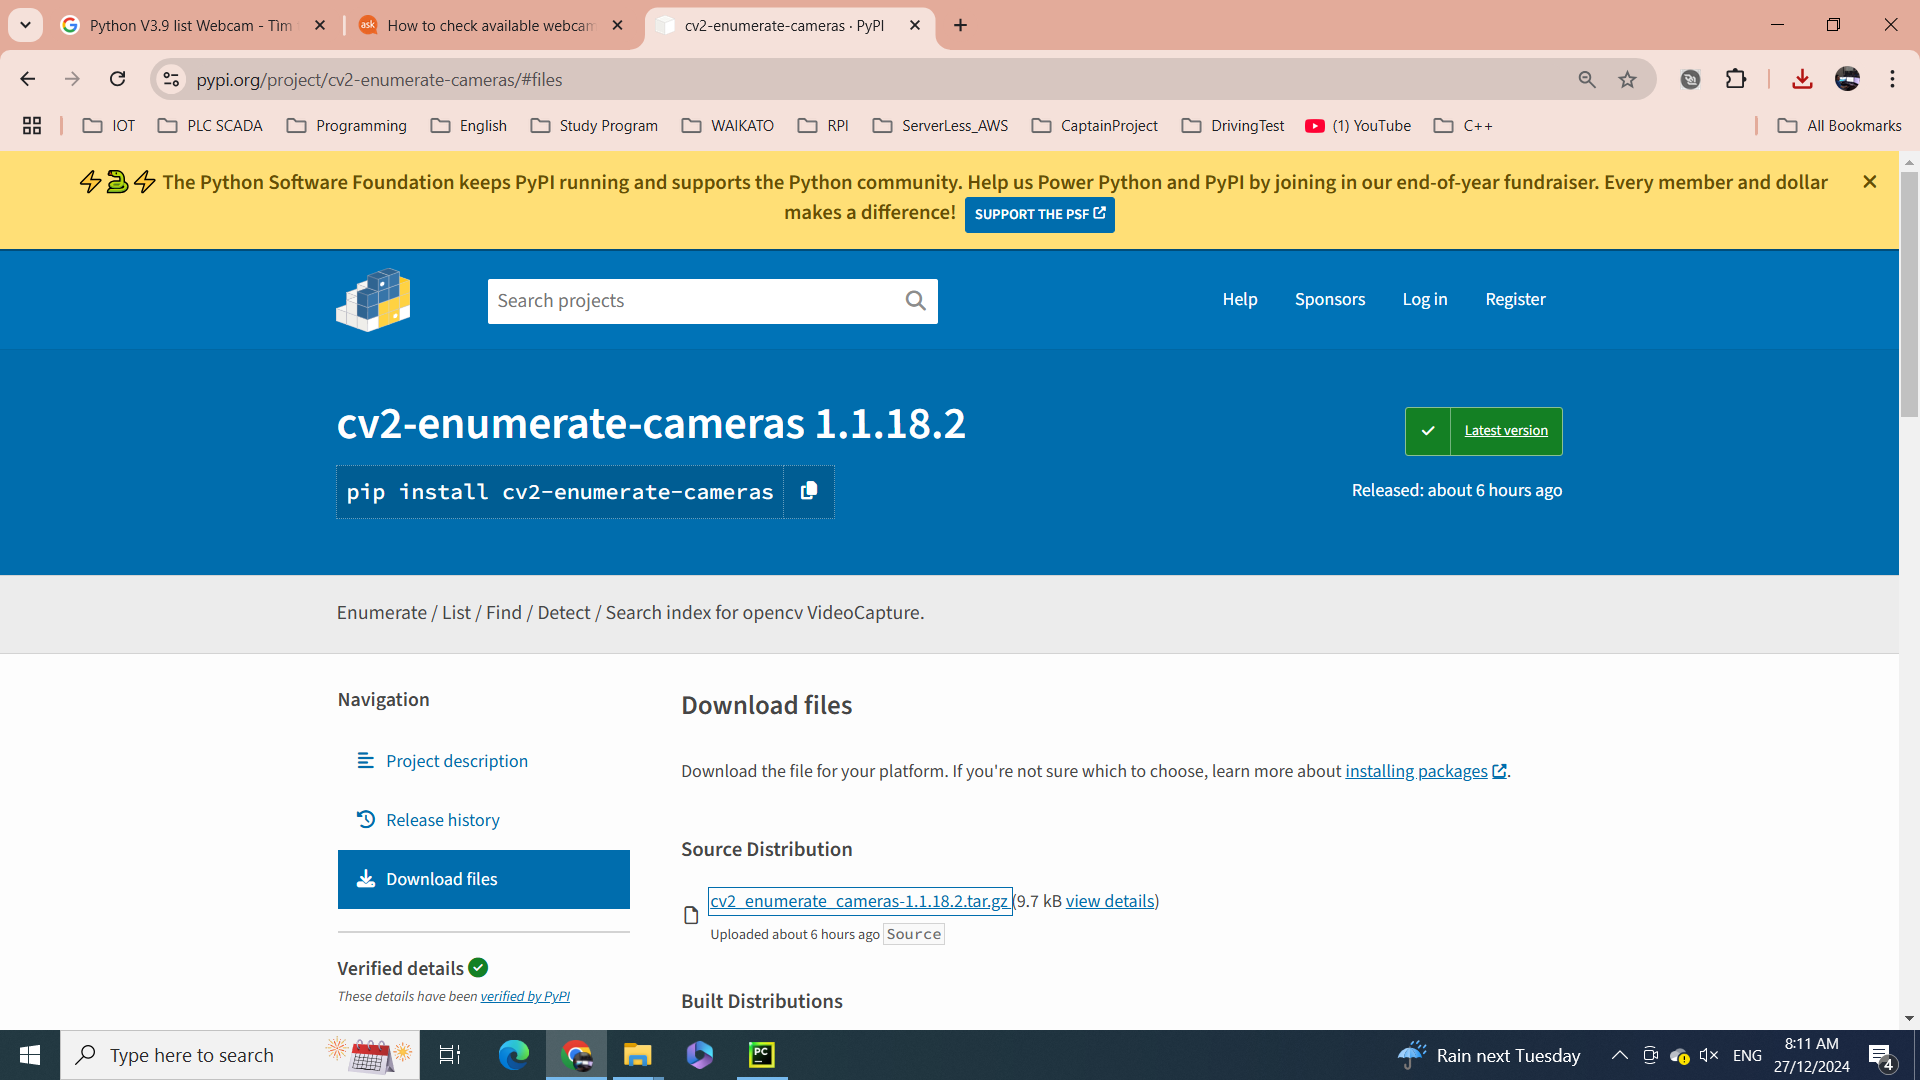 Python V3.9 list Webcam - Tìm
How to check available webcam
cv2-enumerate-cameras · PyPI
pypi.org/project/cv2-enumerate-cameras/#files
IOT
PLC SCADA
Programming
English
Study Program
WAIKATO
RPI
ServerLess_AWS
CaptainProject
DrivingTest
(1) YouTube
C++
All Bookmarks
The Python Software Foundation keeps PyPI running and supports the Python community. Help us Power Python and PyPI by joining in our end-of-year fundraiser. Every member and dollar
makes a difference! SUPPORT THE PSF
Search projects
Help
Sponsors
Log in
Register
cv2-enumerate-cameras 1.1.18.2
Latest version
pip install cv2-enumerate-cameras
Released: about 6 hours ago
Enumerate / List / Find / Detect / Search index for opencv VideoCapture.
Navigation
Project description
Release history
Download files
Verified details
These details have been verified by PyPI
Download files
Download the file for your platform. If you're not sure which to choose, learn more about installing packages.
Source Distribution
cv2_enumerate_cameras-1.1.18.2.tar.gz (9.7 kB view details)
Uploaded about 6 hours ago Source
Built Distributions
Type here to search
PC
Rain next Tuesday
ENG
8:11 AM
27/12/2024
4